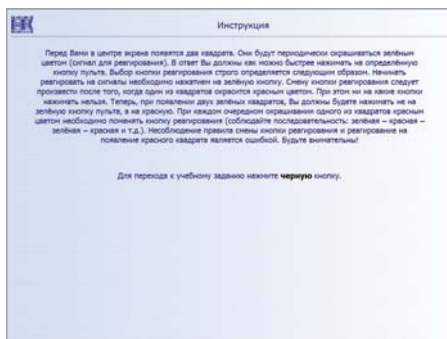 Инструкция
Перед Вами в центре экрана появятся два квадрата. Они будут периодически окрашиваться зелёным
цветом (сигнал для реагирования). В ответ Вы должны как можно быстрее нажимать на определённую
кнопку пульта. Выбор кнопки реагирования строго определяется следующим образом. Начинать
реагировать на сигналы необходимо нажатием на зелёную кнопку. Смену кнопки реагирования следует
произвести после того, когда один из квадратов окрасится красным цветом. При этом ни на какие кнопки
нажимать нельзя. Теперь, при появлении двух зелёных квадратов, Вы должны будете нажимать не на
зелёную кнопку пульта, а на красную. При каждом очередном окрашивании одного из квадратов красным
цветом необходимо поменять кнопку реагирования (соблюдайте последовательность: зелёная – красная –
зелёная – красная и т.д.). Несоблюдение правила смены кнопки реагирования и реагирование на
появление красного квадрата является ошибкой. Будьте внимательны!
Для перехода к учебному заданию нажмите черную кнопку.